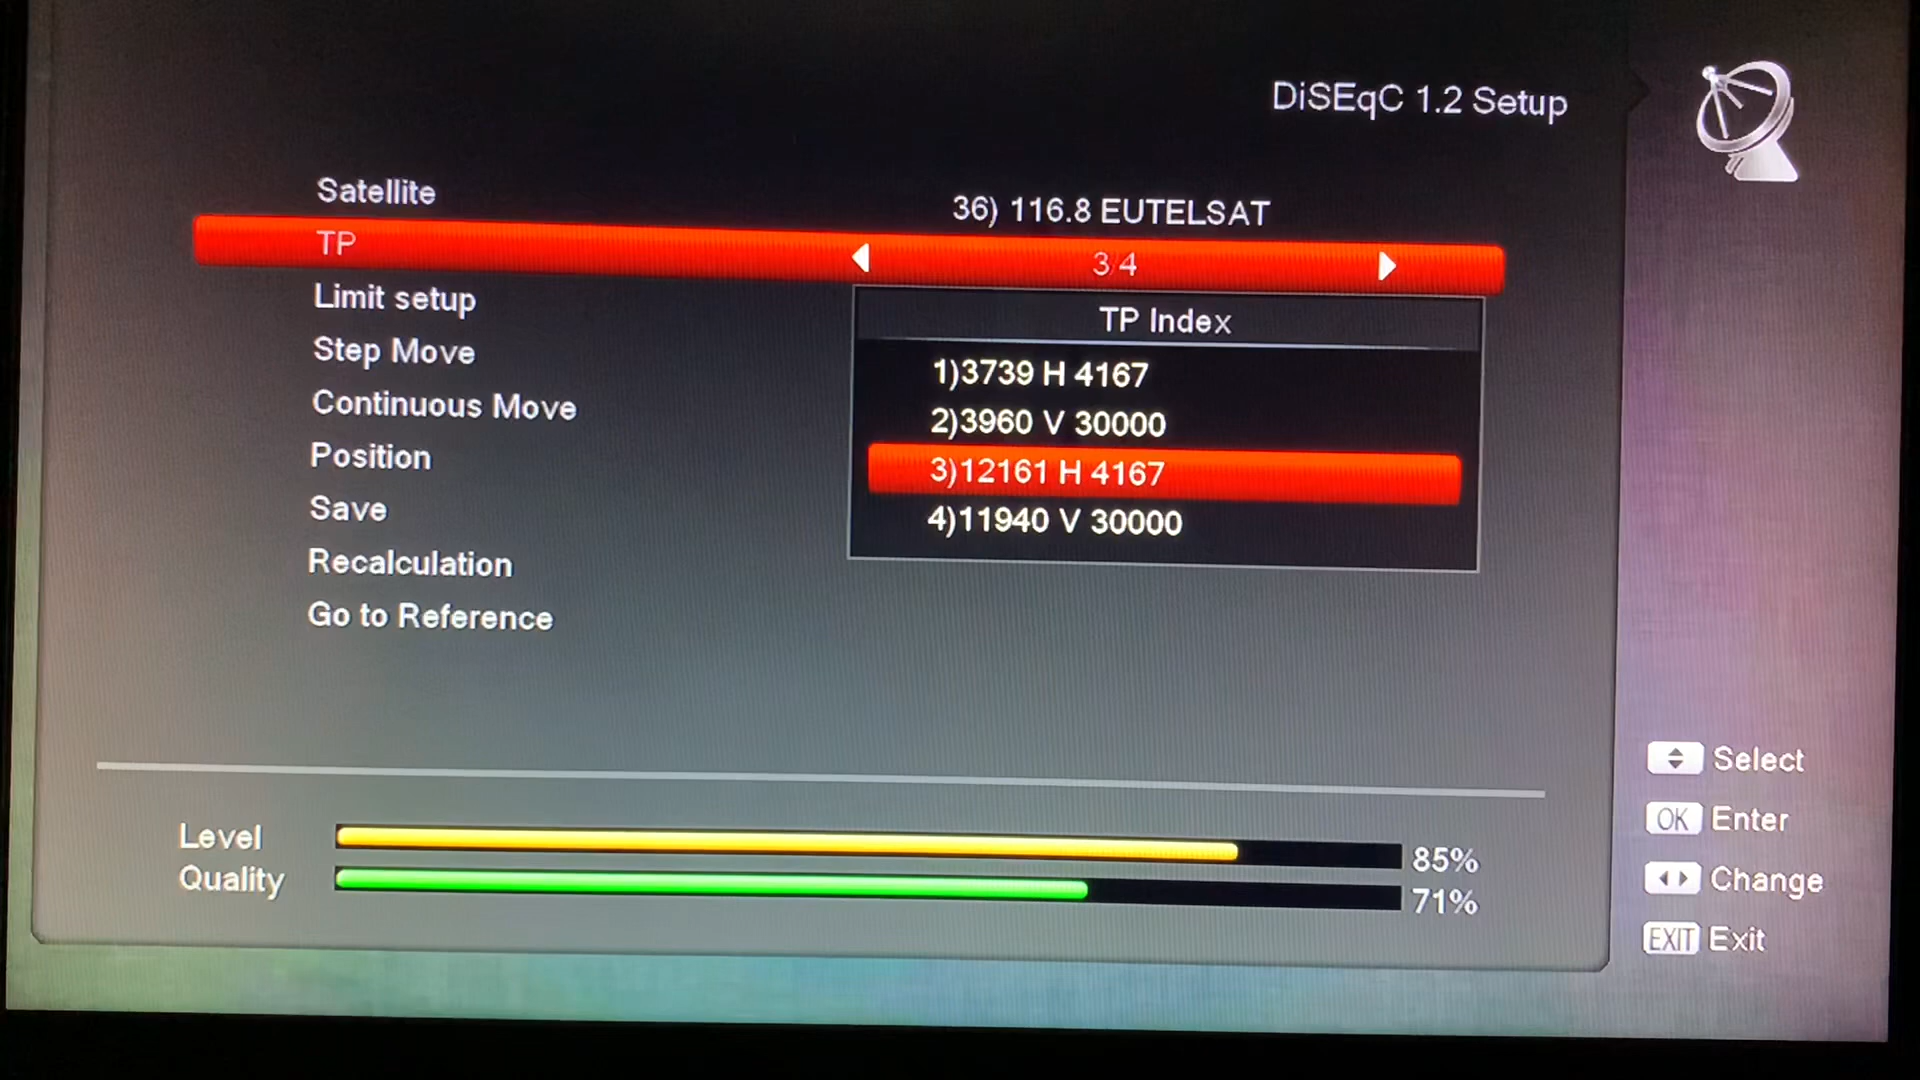 DiSEqC 1.2 Setup
Satellite 36) 116.8 EUTELSAT
TP 3/4
Limit setup
Step Move
Continuous Move
Position
Save
Recalculation
Go to Reference
TP Index
1)3739 H 4167
2)3960 V 30000
3)12161 H 4167
4)11940 V 30000
Level 85%
Quality 71%
Select
OK Enter
Change
EXIT Exit